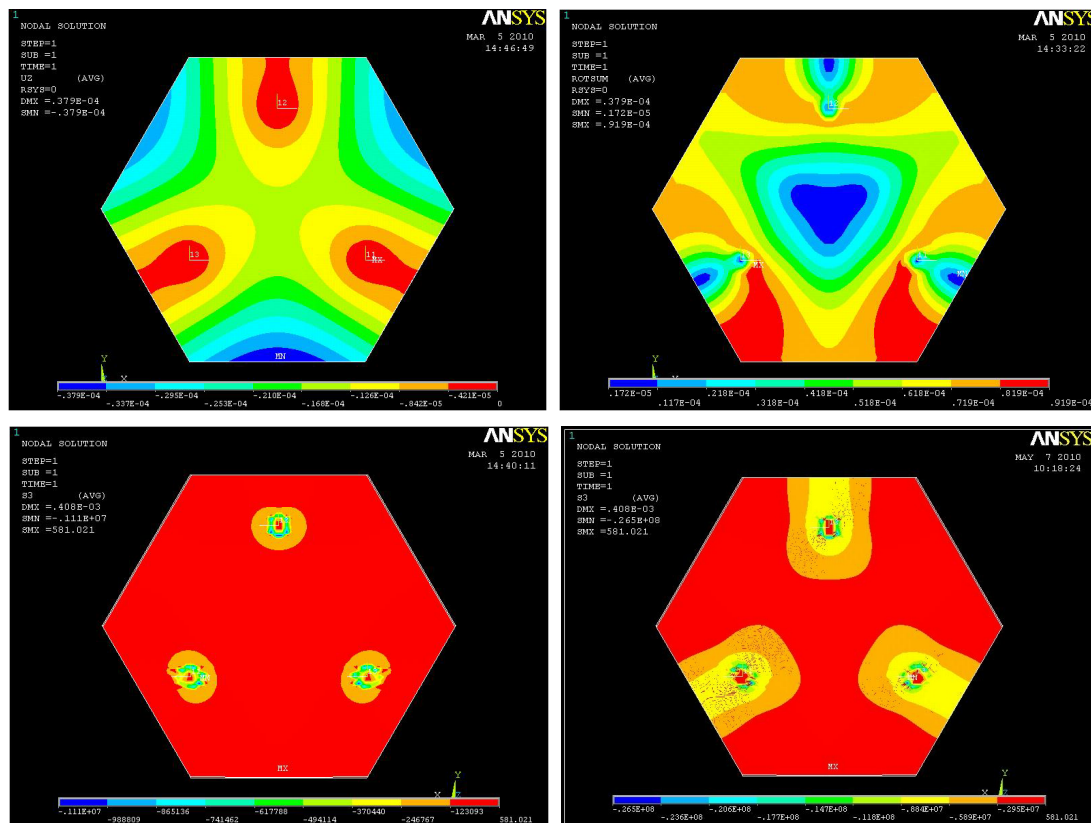 1
ANSYS
NODAL SOLUTION
MAR 5 2010
14:46:49
STEP=1
SUB =1
TIME=1
UZ (AVG)
RSYS=0
DMX =.379E-04
SMN =-.379E-04
12
13
11
MX
MN
Y
X
-.379E-04 -.295E-04 -.210E-04 -.126E-04 -.421E-05
-.337E-04 -.253E-04 -.168E-04 -.842E-05 0
1
ANSYS
NODAL SOLUTION
MAR 5 2010
14:33:22
STEP=1
SUB =1
TIME=1
ROTSUM (AVG)
RSYS=0
DMX =.379E-04
SMN =.172E-05
SMX =.919E-04
MX
MN
Y
X
.172E-05 .218E-04 .418E-04 .618E-04 .819E-04
.117E-04 .318E-04 .518E-04 .719E-04 .919E-04
1
ANSYS
NODAL SOLUTION
MAR 5 2010
14:40:11
STEP=1
SUB =1
TIME=1
S3 (AVG)
DMX =.408E-03
SMN =-.111E+07
SMX =581.021
MX
Y
X Z
-.111E+07 -865136 -617788 -370440 -123093
-988809 -741462 -494114 -246767 581.021
1
ANSYS
NODAL SOLUTION
MAY 7 2010
10:18:24
STEP=1
SUB =1
TIME=1
S3 (AVG)
DMX =.408E-03
SMN =-.265E+08
SMX =581.021
MN
MX
Y
X Z
-.265E+08 -.206E+08 -.147E+08 -.884E+07 -.295E+07
-.236E+08 -.177E+08 -.118E+08 -.589E+07 581.021